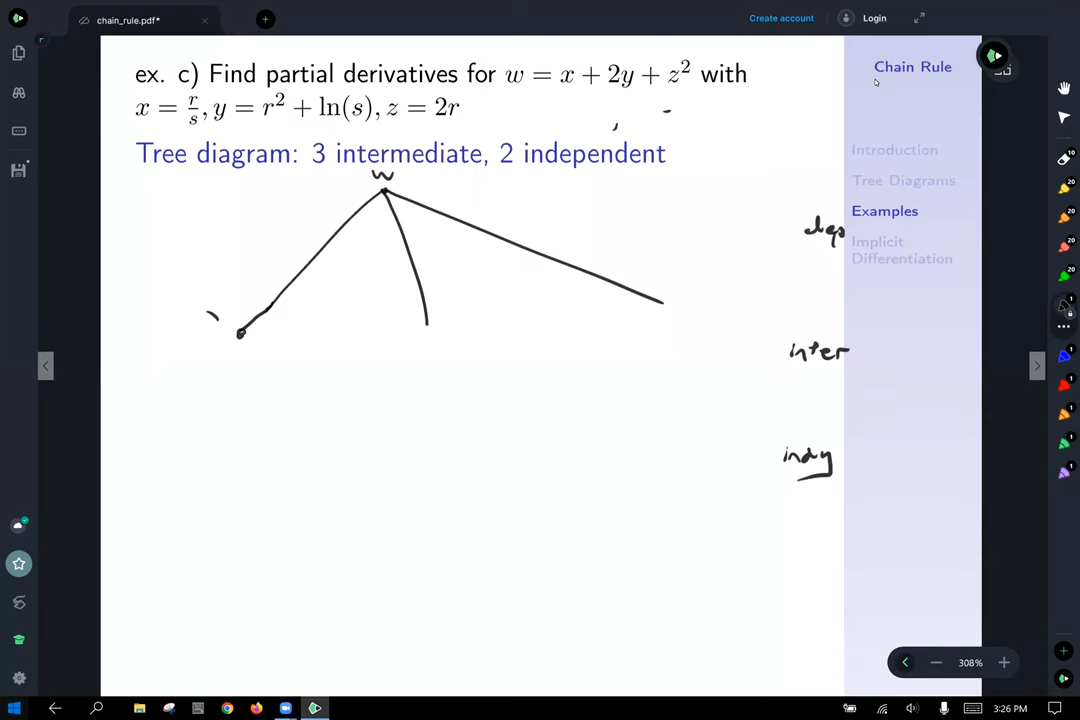 chain_rule.pdf*
Create account
Login
ex. c) Find partial derivatives for w = x + 2y + z² with
x = r/s, y = r² + ln(s), z = 2r
Tree diagram: 3 intermediate, 2 independent
w
dep
inter
indy
Chain Rule
Introduction
Tree Diagrams
Examples
Implicit
Differentiation
308%
3:26 PM